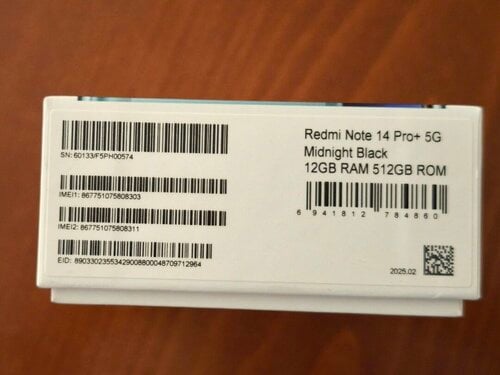 SN: 60133/F5PH00574
IMEI1: 867751075808303
IMEI2: 867751075808311
EID: 89033023553429008800048709712964
Redmi Note 14 Pro+ 5G
Midnight Black
12GB RAM 512GB ROM
6 941812 784860
2025.02